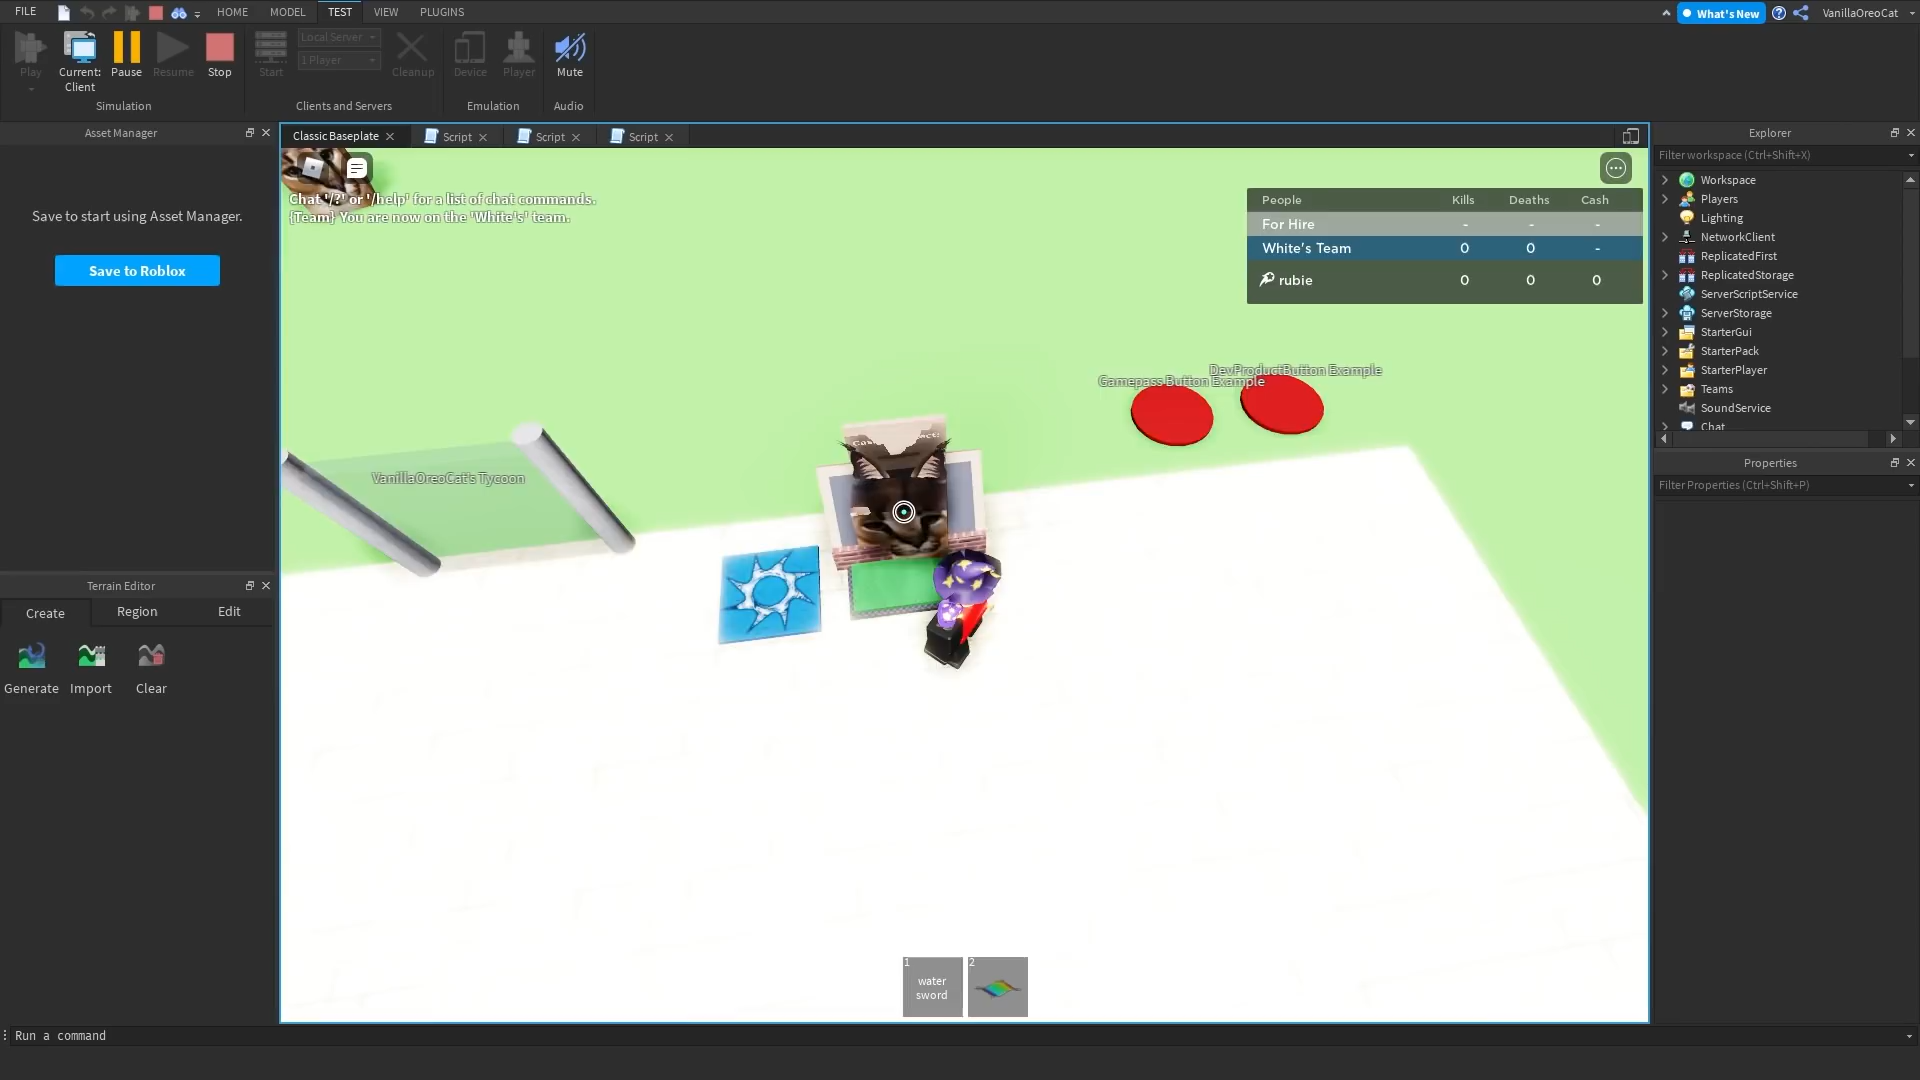 FILE
HOME
MODEL
TEST
VIEW
PLUGINS
What's New
VanillaOreoCat
Play
Current:
Client
Pause
Resume
Stop
Simulation
Start
Local Server
1 Player
Cleanup
Clients and Servers
Device
Player
Emulation
Mute
Audio
Asset Manager
Save to start using Asset Manager.
Save to Roblox
Terrain Editor
Create
Region
Edit
Generate
Import
Clear
Classic Baseplate
Script
Script
Script
Chat '/?' or '/help' for a list of chat commands.
{Team} You are now on the 'White's' team.
People Kills Deaths Cash
For Hire - - -
White's Team 0 0 -
rubie 0 0 0
DevProductButton Example
Gamepass Button Example
VanillaOreoCat's Tycoon
1
water
sword
2
Explorer
Filter workspace (Ctrl+Shift+X)
Workspace
Players
Lighting
NetworkClient
ReplicatedFirst
ReplicatedStorage
ServerScriptService
ServerStorage
StarterGui
StarterPack
StarterPlayer
Teams
SoundService
Chat
Properties
Filter Properties (Ctrl+Shift+P)
Run a command